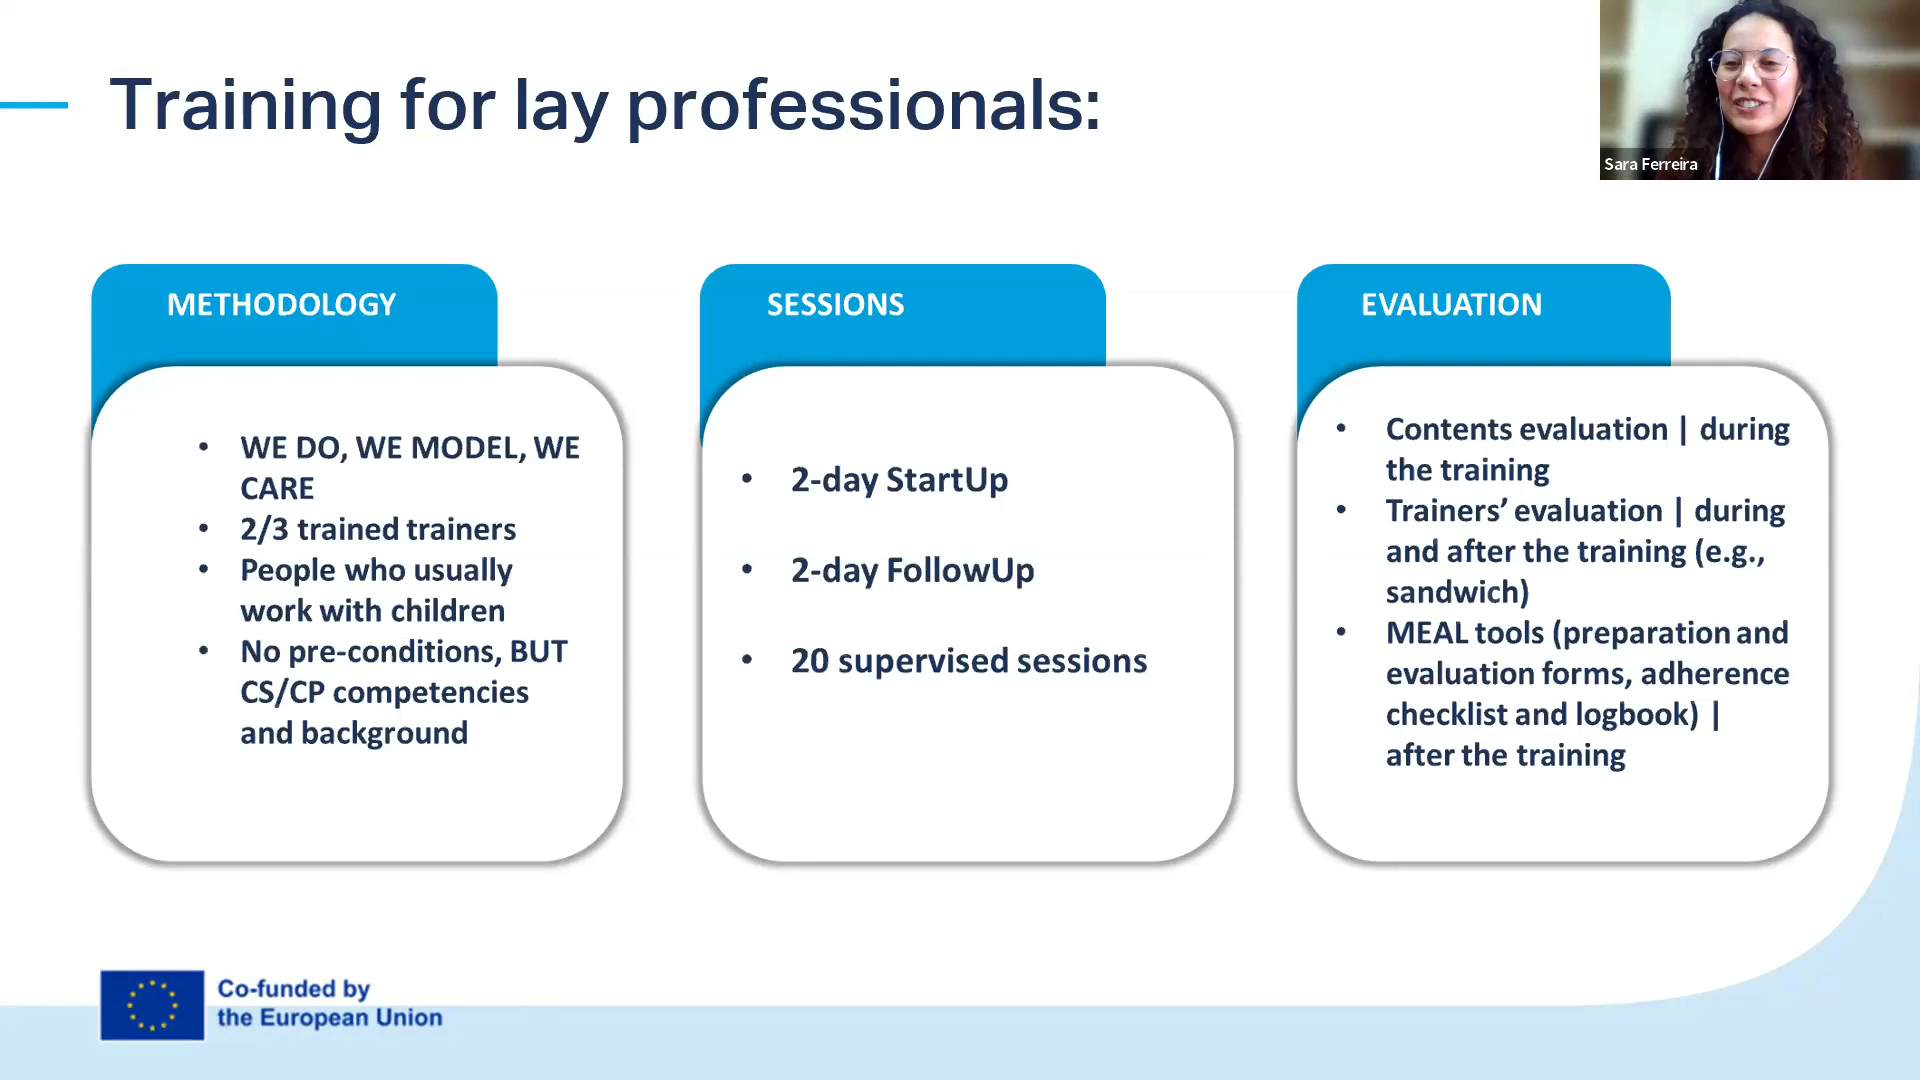 Training for lay professionals:
Sara Ferreira
METHODOLOGY
• WE DO, WE MODEL, WE
CARE
• 2/3 trained trainers
• People who usually
work with children
• No pre-conditions, BUT
CS/CP competencies
and background
SESSIONS
• 2-day StartUp
• 2-day FollowUp
• 20 supervised sessions
EVALUATION
• Contents evaluation | during
the training
• Trainers’ evaluation | during
and after the training (e.g.,
sandwich)
• MEAL tools (preparation and
evaluation forms, adherence
checklist and logbook) |
after the training
Co-funded by
the European Union